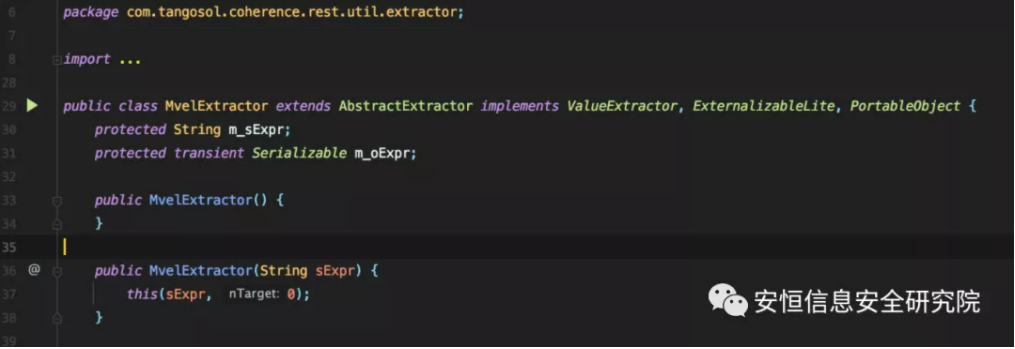 6 package com.tangosol.coherence.rest.util.extractor;
7
8 import ...
28
29 public class MvelExtractor extends AbstractExtractor implements ValueExtractor, ExternalizableLite, PortableObject {
30 protected String m_sExpr;
31 protected transient Serializable m_oExpr;
32
33 public MvelExtractor() {
34 }
35
36 @ public MvelExtractor(String sExpr) {
37 this(sExpr, nTarget: 0);
38 }
39
安恒信息安全研究院